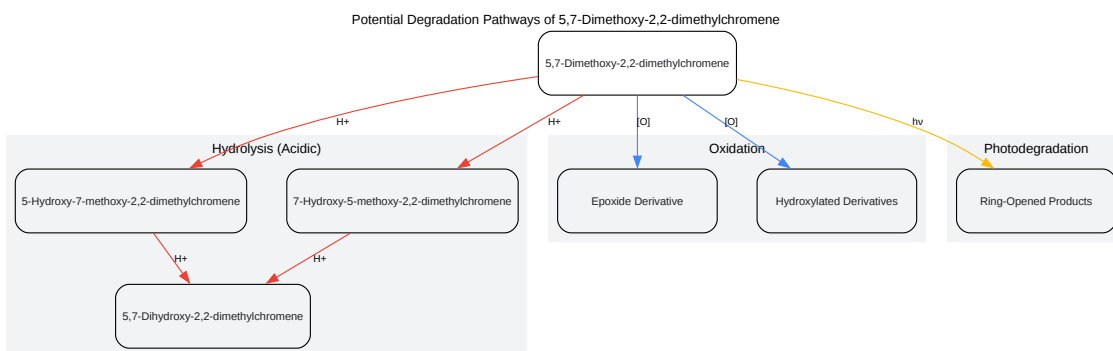 Potential Degradation Pathways of 5,7-Dimethoxy-2,2-dimethylchromene
5,7-Dimethoxy-2,2-dimethylchromene
H+
H+
[O]
[O]
hν
Hydrolysis (Acidic)
Oxidation
Photodegradation
5-Hydroxy-7-methoxy-2,2-dimethylchromene
7-Hydroxy-5-methoxy-2,2-dimethylchromene
Epoxide Derivative
Hydroxylated Derivatives
Ring-Opened Products
H+
H+
5,7-Dihydroxy-2,2-dimethylchromene